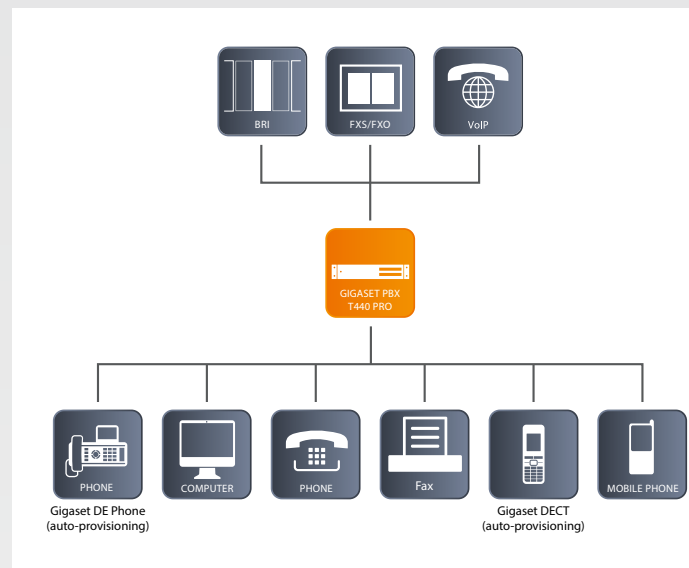 BRI
FXS/FXO
VoIP
GIGASET PBX
T440 PRO
PHONE
COMPUTER
PHONE
Fax
MOBILE PHONE
Gigaset DE Phone
(auto-provisioning)
Gigaset DECT
(auto-provisioning)